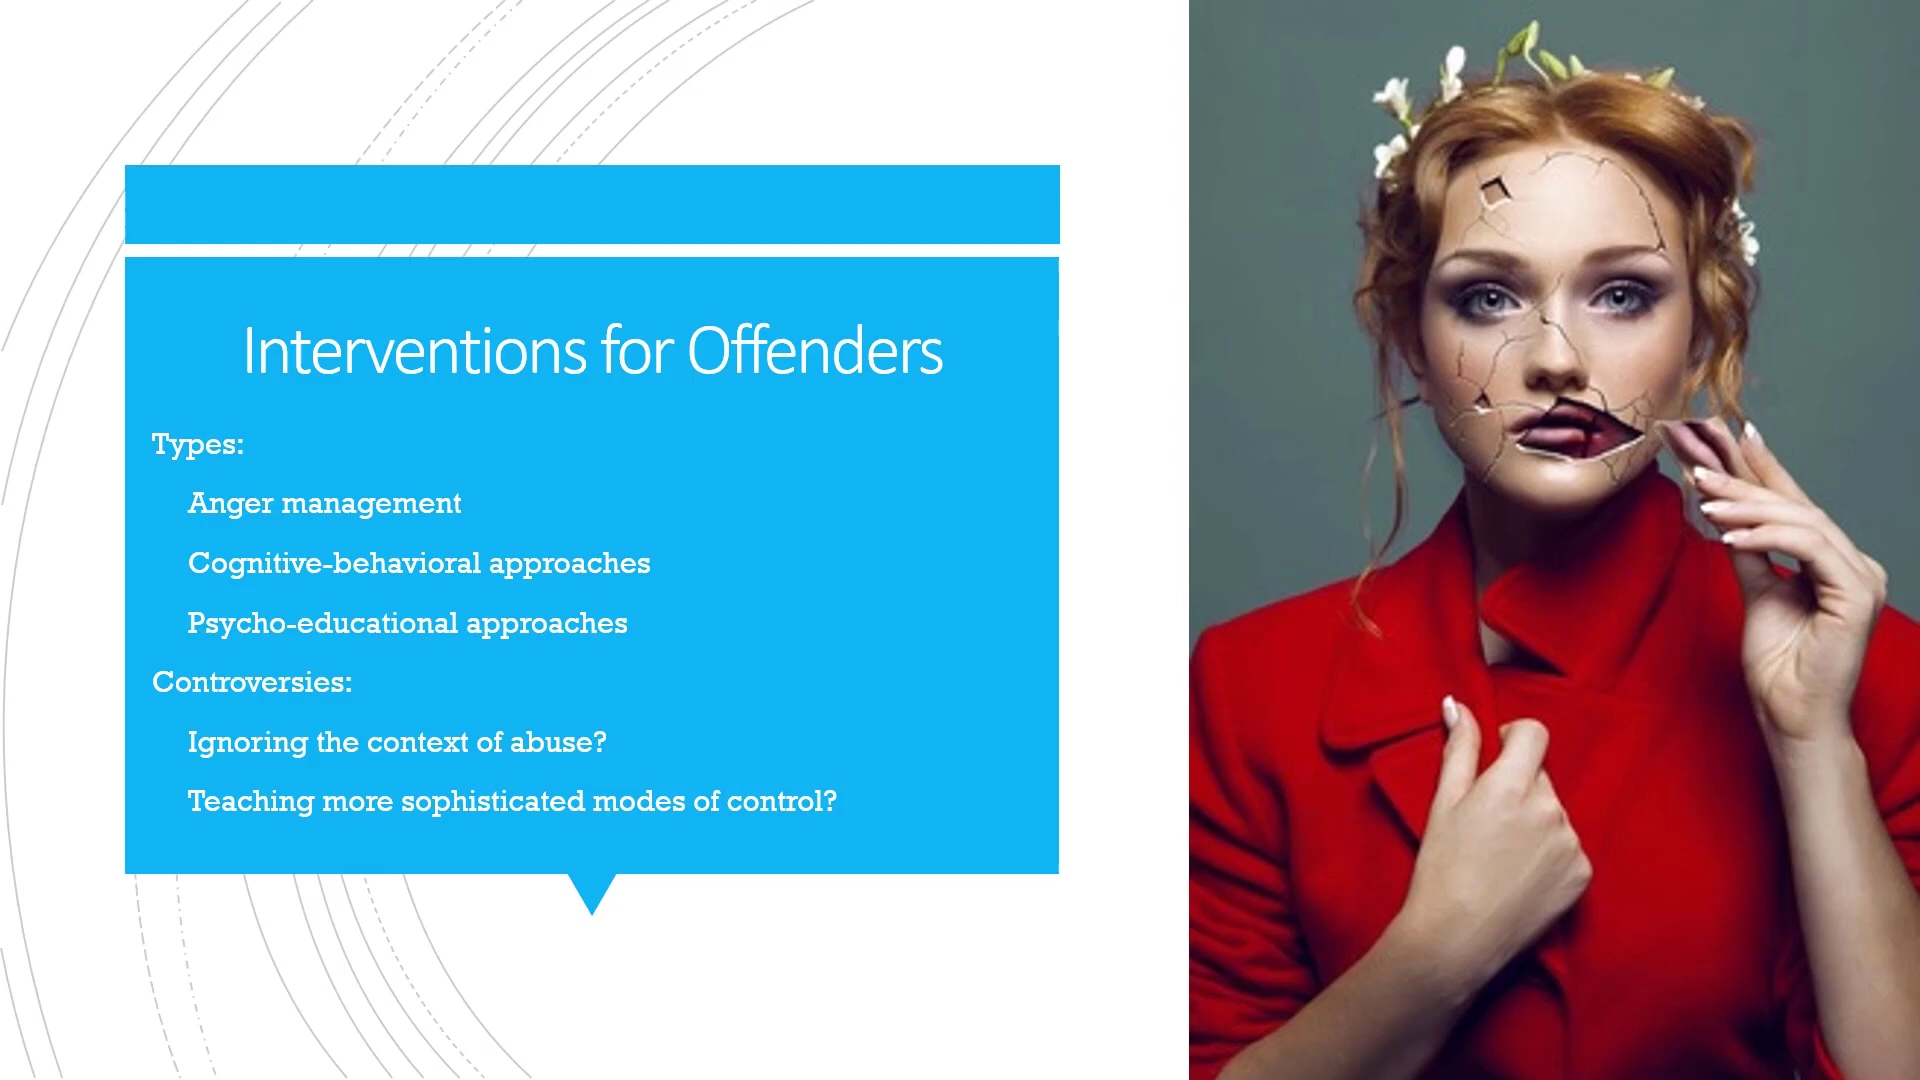 Interventions for Offenders
Types:
Anger management
Cognitive-behavioral approaches
Psycho-educational approaches
Controversies:
Ignoring the context of abuse?
Teaching more sophisticated modes of control?